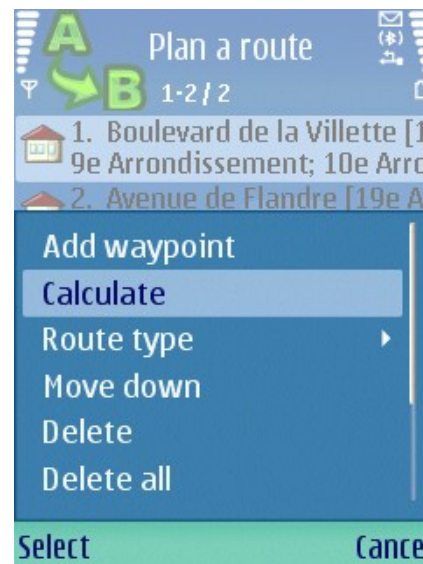 A
B
Plan a route
1-2/2
1. Boulevard de la Villette [1
9e Arrondissement; 10e Arro
2. Avenue de Flandre [19e A
Add waypoint
Calculate
Route type
Move down
Delete
Delete all
Select Cance